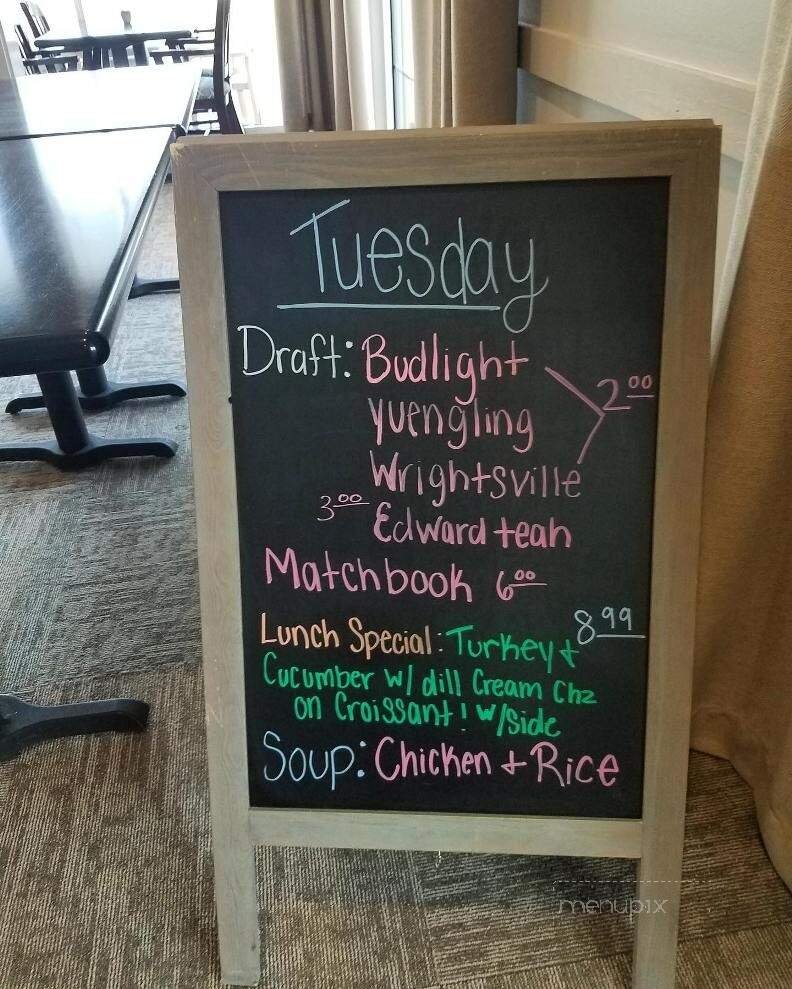 Tuesday
Draft: Budlight
Yuengling
2.00
Wrightsville
3.00 Edward teah
Matchbook 6.00
Lunch Special: Turkey + 8.99
Cucumber w/ dill Cream Chz
on Croissant! w/side
Soup: Chicken + Rice
menupix